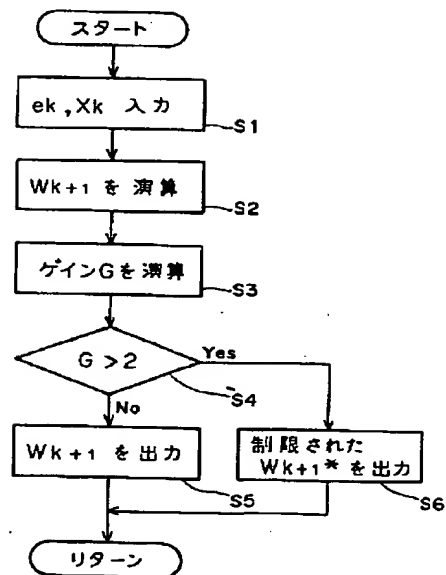 スタート
ek,Xk 入力
S1
Wk+1 を演算
S2
ゲインGを演算
S3
G>2
Yes
S4
No
Wk+1 を出力
S5
制限された
Wk+1* を出力
S6
リターン